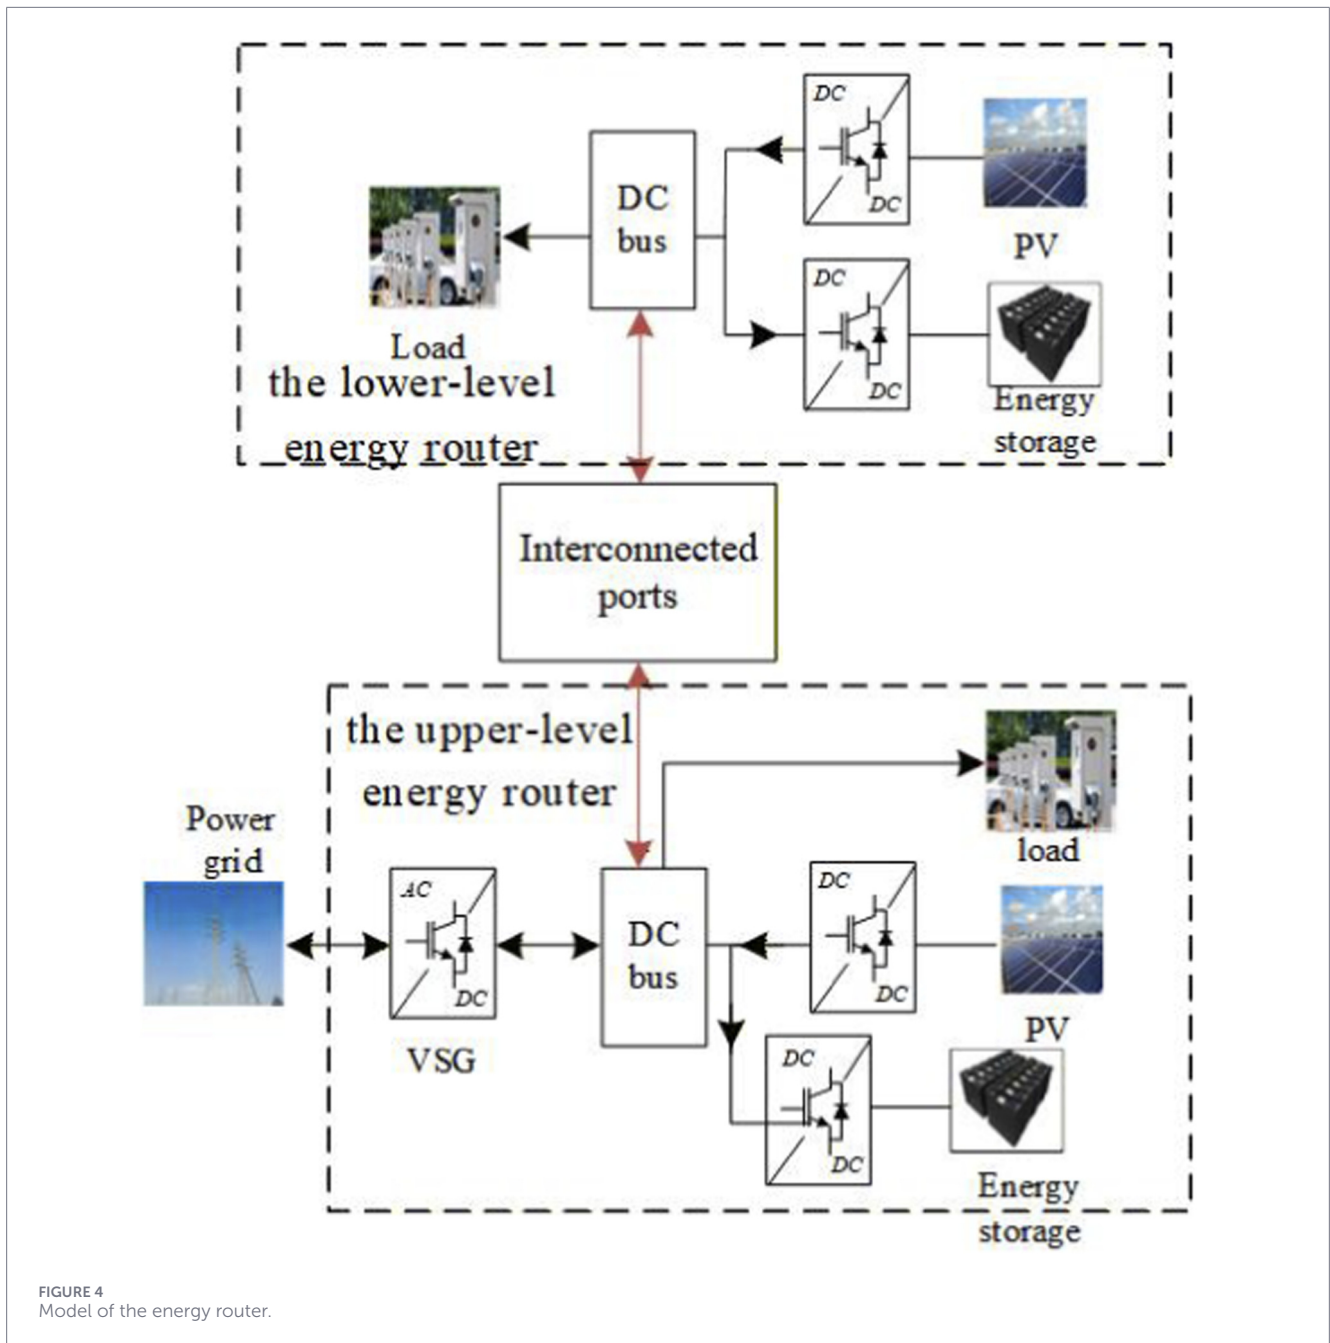 DC
DC
DC
bus
PV
DC
DC
Load
the lower-level
energy router
Energy
storage
Interconnected
ports
the upper-level
energy router
load
Power
grid
AC
DC
VSG
DC
bus
DC
DC
PV
DC
DC
Energy
storage
FIGURE 4
Model of the energy router.